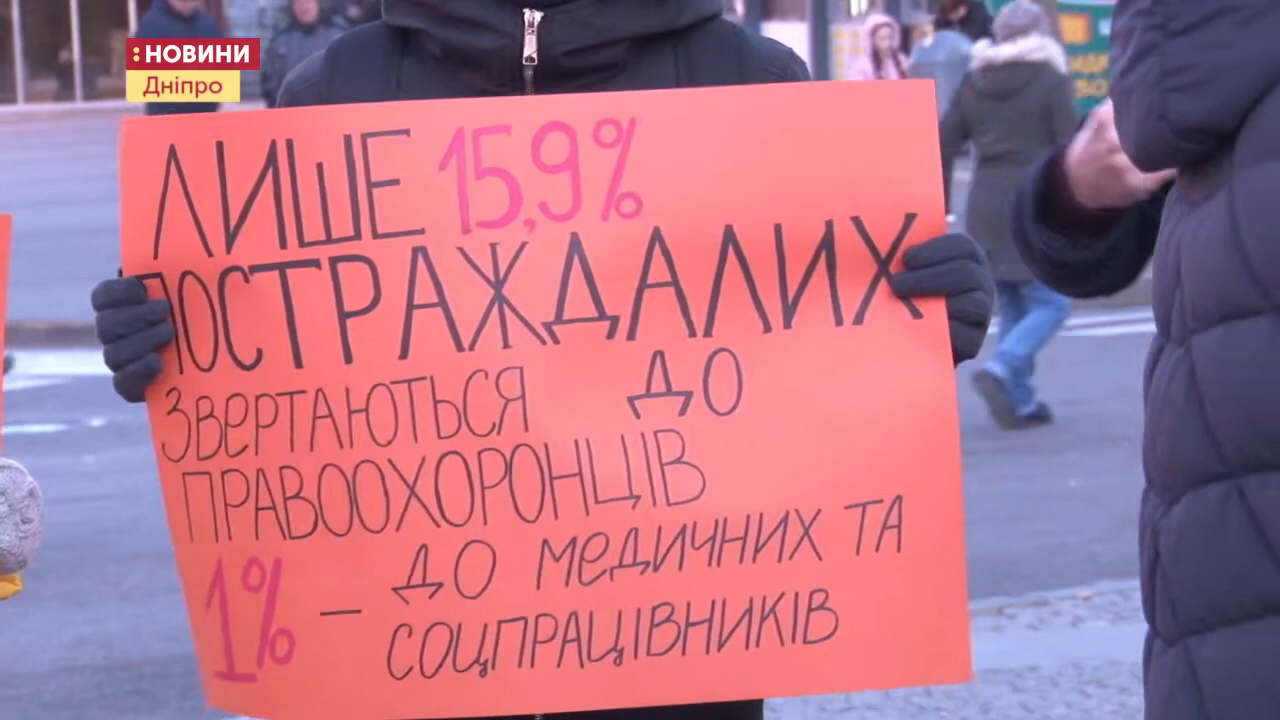 :НОВИНИ
Дніпро
ЛИШЕ 15,9%
ПОСТРАЖДАЛИХ
ЗВЕРТАЮТЬСЯ ДО
ПРАВООХОРОНЦІВ
1% – ДО МЕДИЧНИХ ТА
СОЦПРАЦІВНИКІВ